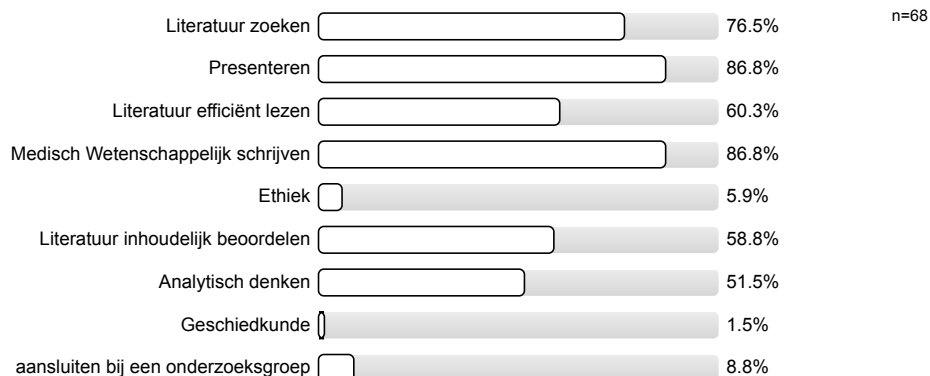 Literatuur zoeken 76.5% n=68
Presenteren 86.8%
Literatuur efficiënt lezen 60.3%
Medisch Wetenschappelijk schrijven 86.8%
Ethiek 5.9%
Literatuur inhoudelijk beoordelen 58.8%
Analytisch denken 51.5%
Geschiedkunde 1.5%
aansluiten bij een onderzoeksgroep 8.8%